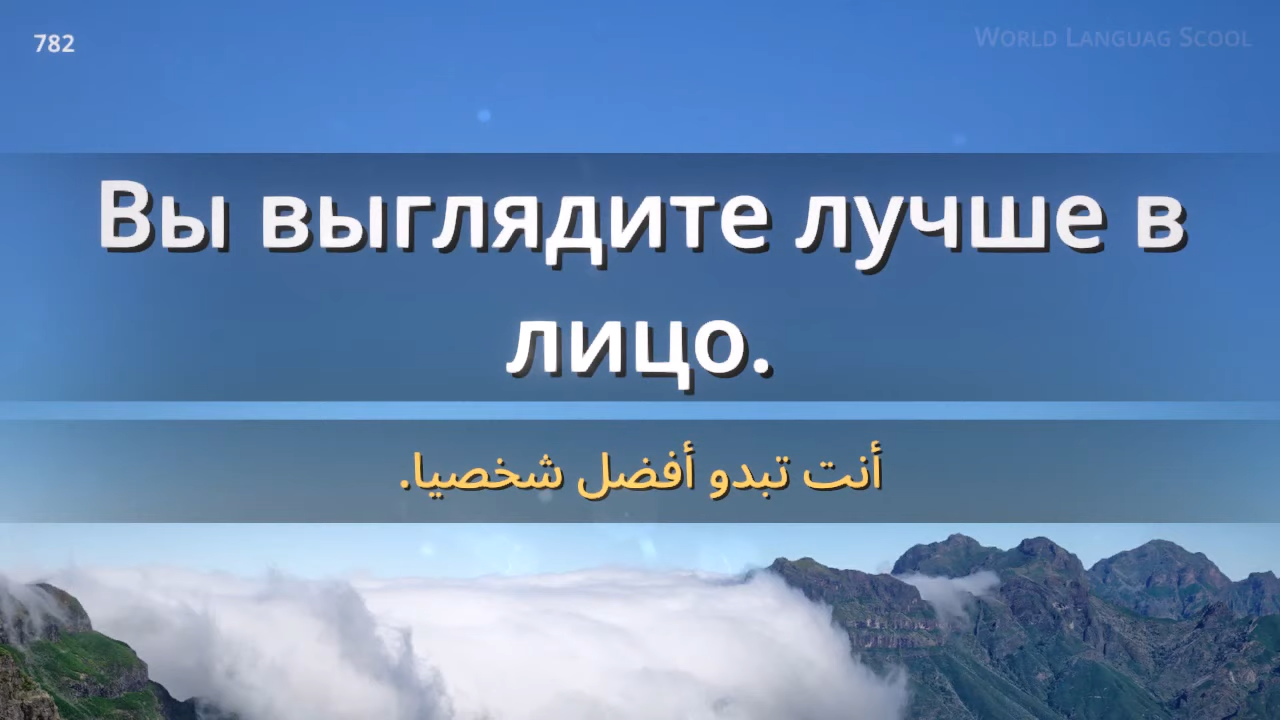 782
World Languag Scool
Вы выглядите лучше в
лицо.
أنت تبدو أفضل شخصيا.